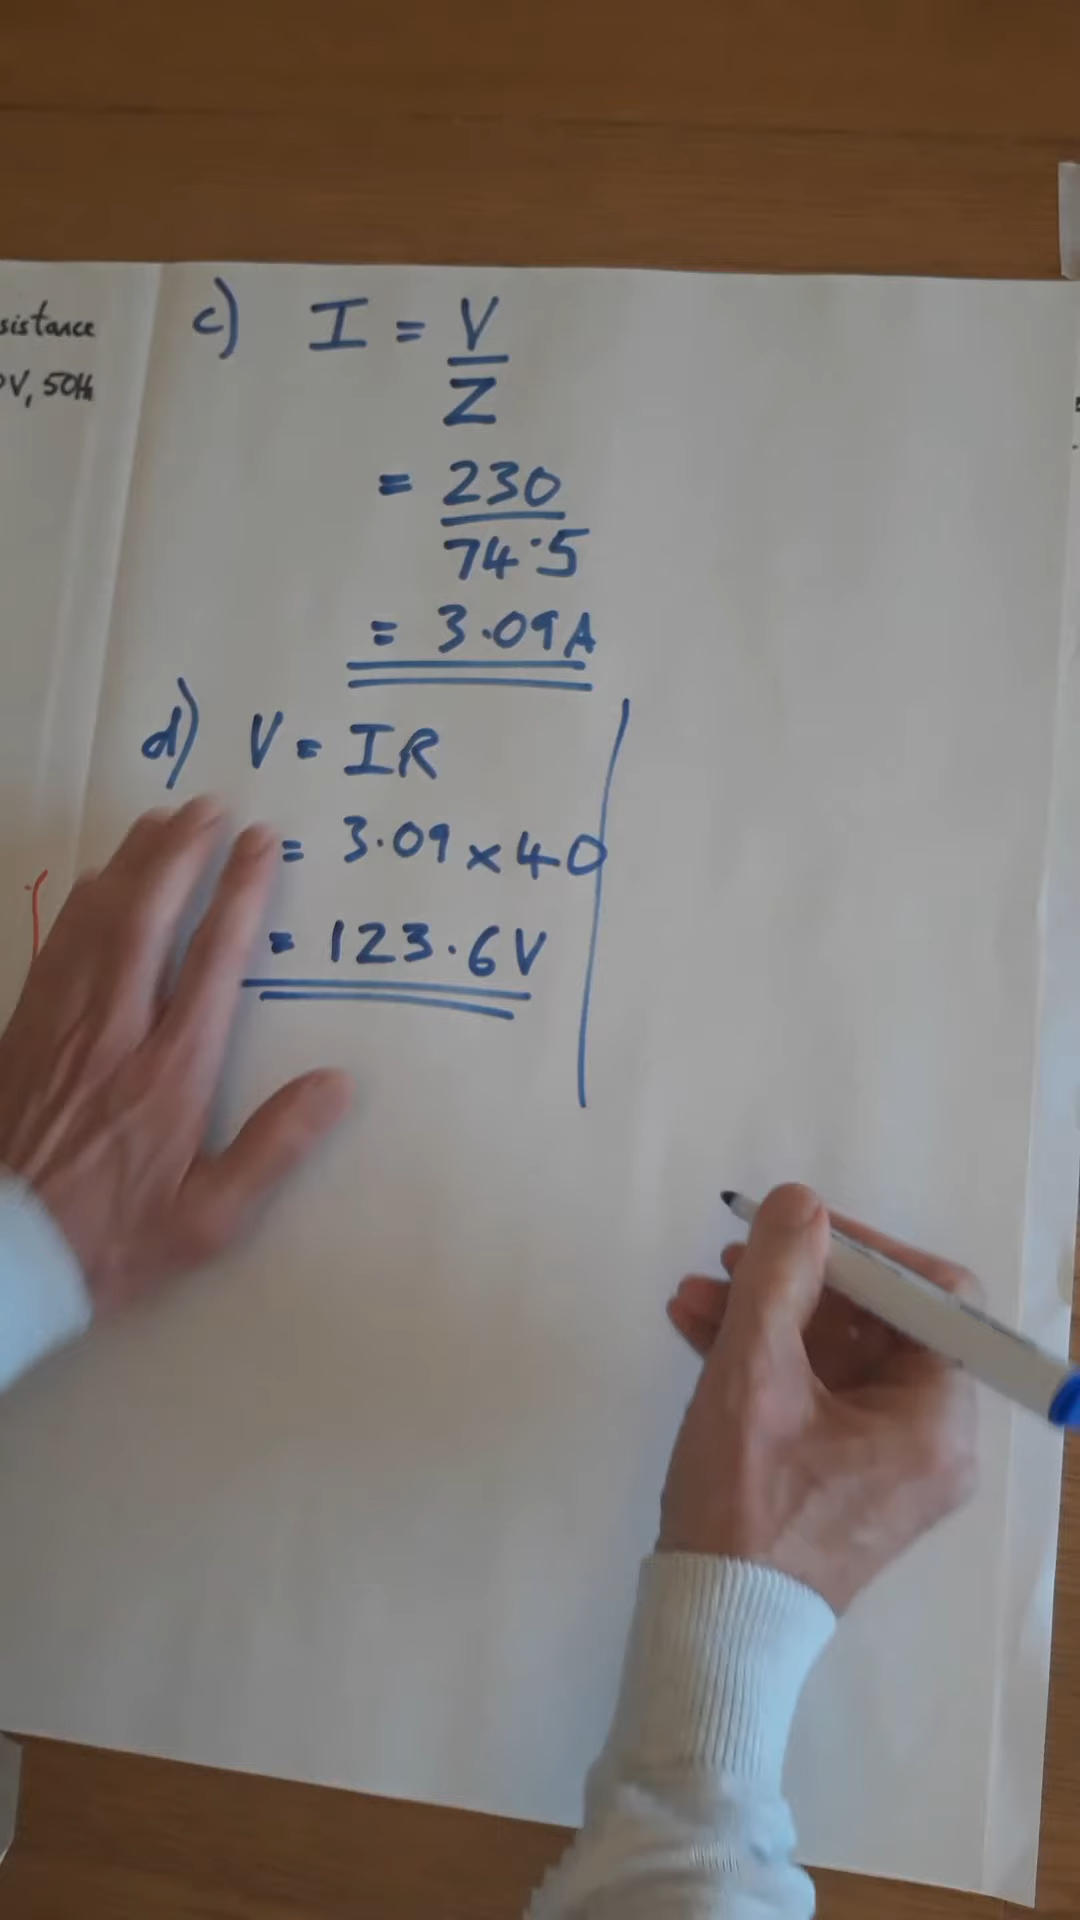 sistance
V, 50Hz
c) I = V
Z
= 230
74.5
= 3.09A
d) V = IR
= 3.09 x 40
= 123.6V